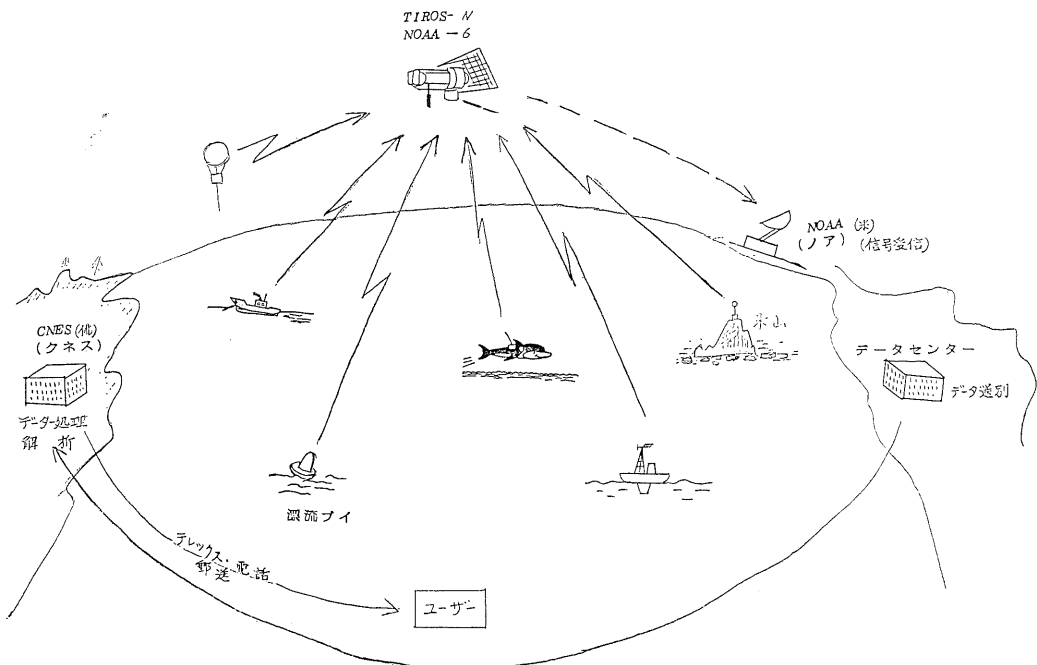 TIROS-N
NOAA-6
NOAA (米)
(ノア) (信号受信)
氷山
CNES (仏)
(クネス)
データー処理
解析
データセンター
データ送別
漂流ブイ
テレックス・
郵送 電話
ユーザー